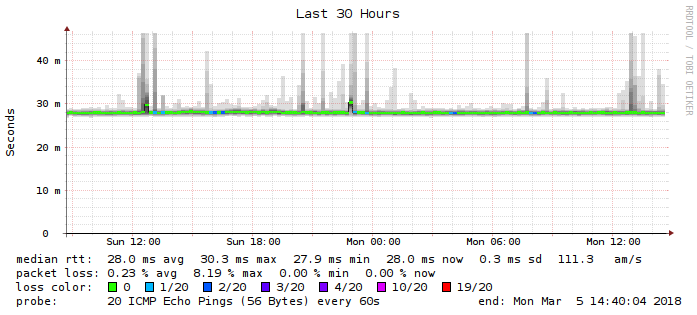 Last 30 Hours
RRDTOOL / TOBI OETIKER
Seconds
40 m
30 m
20 m
10 m
0
Sun 12:00 Sun 18:00 Mon 00:00 Mon 06:00 Mon 12:00
median rtt: 28.0 ms avg 30.3 ms max 27.9 ms min 28.0 ms now 0.3 ms sd 111.3 am/s
packet loss: 0.23 % avg 8.19 % max 0.00 % min 0.00 % now
loss color: 0 1/20 2/20 3/20 4/20 10/20 19/20
probe: 20 ICMP Echo Pings (56 Bytes) every 60s end: Mon Mar 5 14:40:04 2018